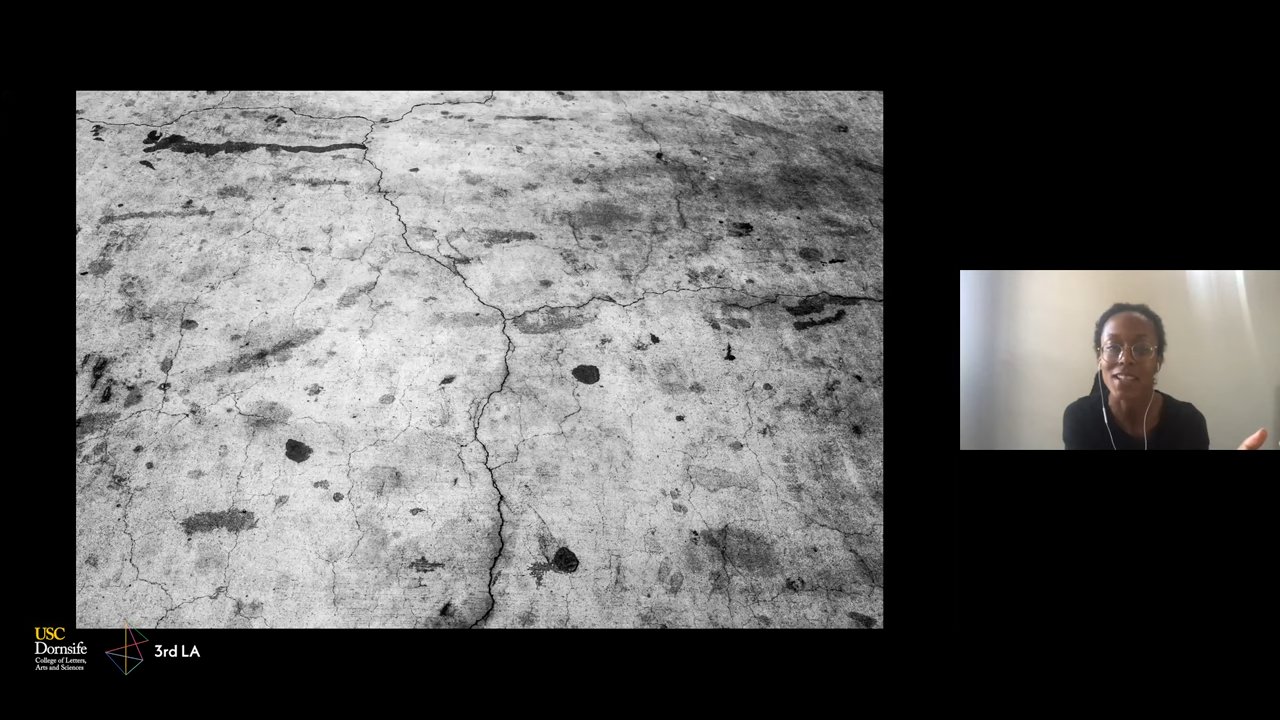 USC
Dornsife
College of Letters,
Arts and Sciences
3rd LA